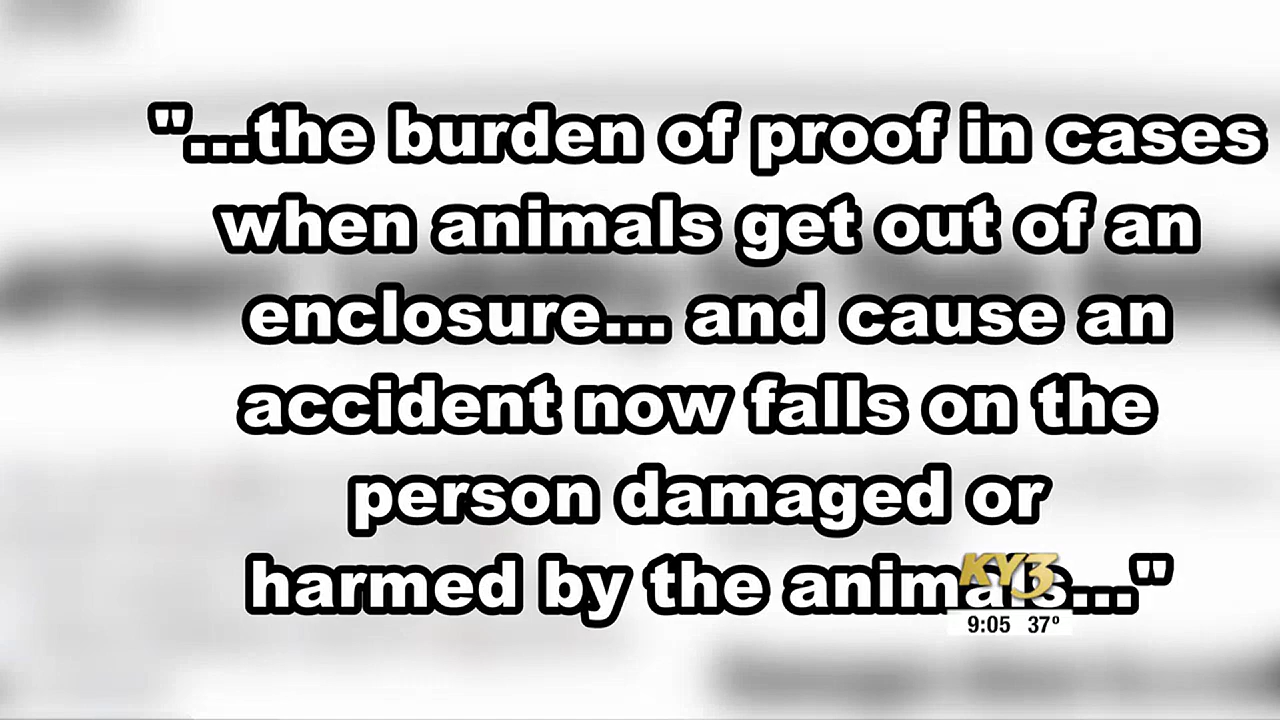 "...the burden of proof in cases
when animals get out of an
enclosure... and cause an
accident now falls on the
person damaged or
harmed by the animals..."
KY3
9:05 37°